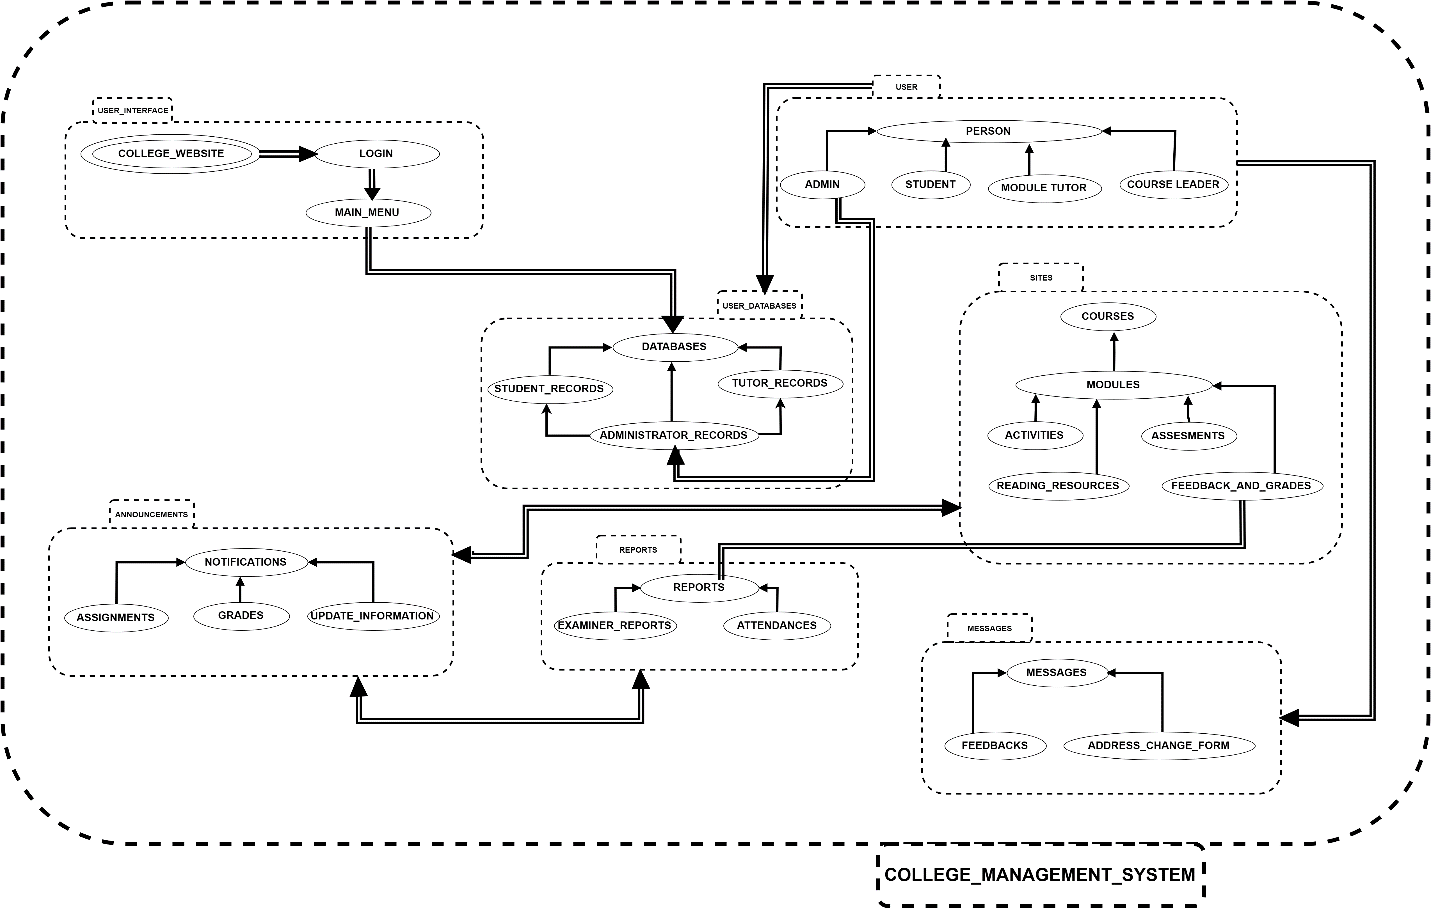 USER_INTERFACE
COLLEGE_WEBSITE
LOGIN
MAIN_MENU
USER
PERSON
ADMIN
STUDENT
MODULE TUTOR
COURSE LEADER
USER_DATABASES
DATABASES
STUDENT_RECORDS
TUTOR_RECORDS
ADMINISTRATOR_RECORDS
SITES
COURSES
MODULES
ACTIVITIES
ASSESMENTS
READING_RESOURCES
FEEDBACK_AND_GRADES
ANNOUNCEMENTS
NOTIFICATIONS
ASSIGNMENTS
GRADES
UPDATE_INFORMATION
REPORTS
REPORTS
EXAMINER_REPORTS
ATTENDANCES
MESSAGES
MESSAGES
FEEDBACKS
ADDRESS_CHANGE_FORM
COLLEGE_MANAGEMENT_SYSTEM